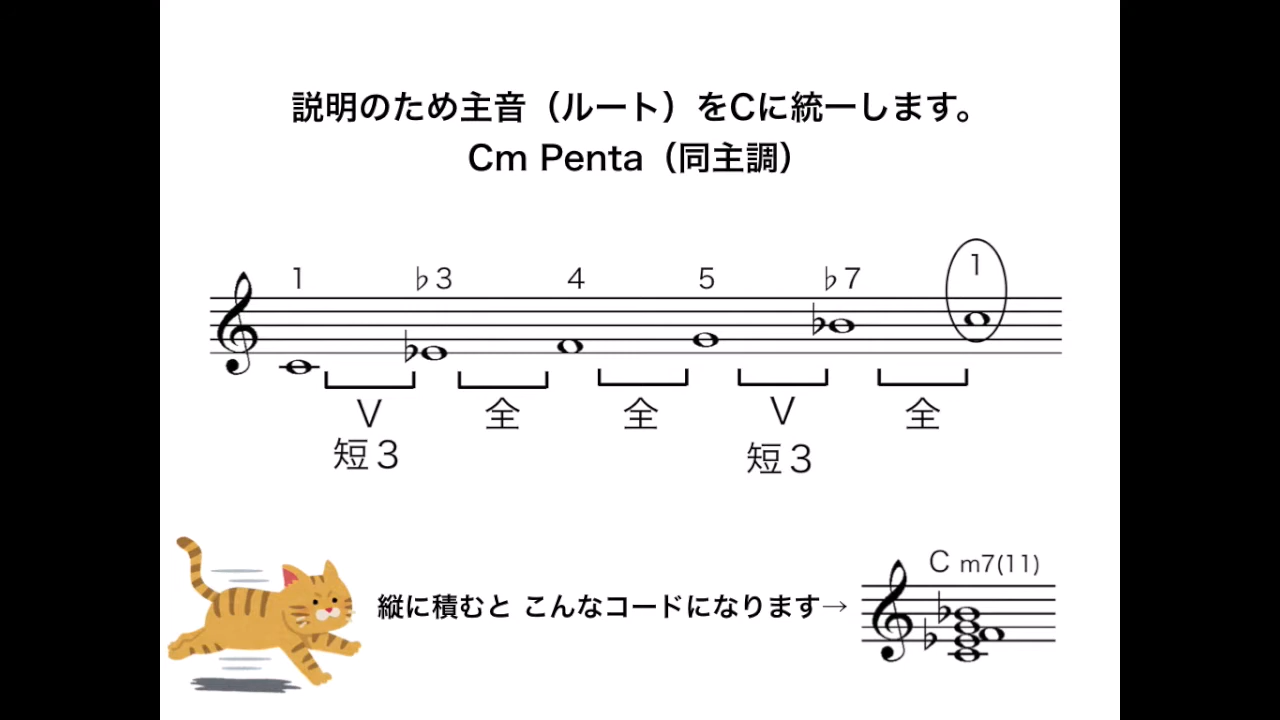 説明のため主音（ルート）をCに統一します。
Cm Penta（同主調）
1 ♭3 4 5 ♭7 1
V 全 全 V 全
短3 短3
C m7(11)
縦に積むと こんなコードになります→